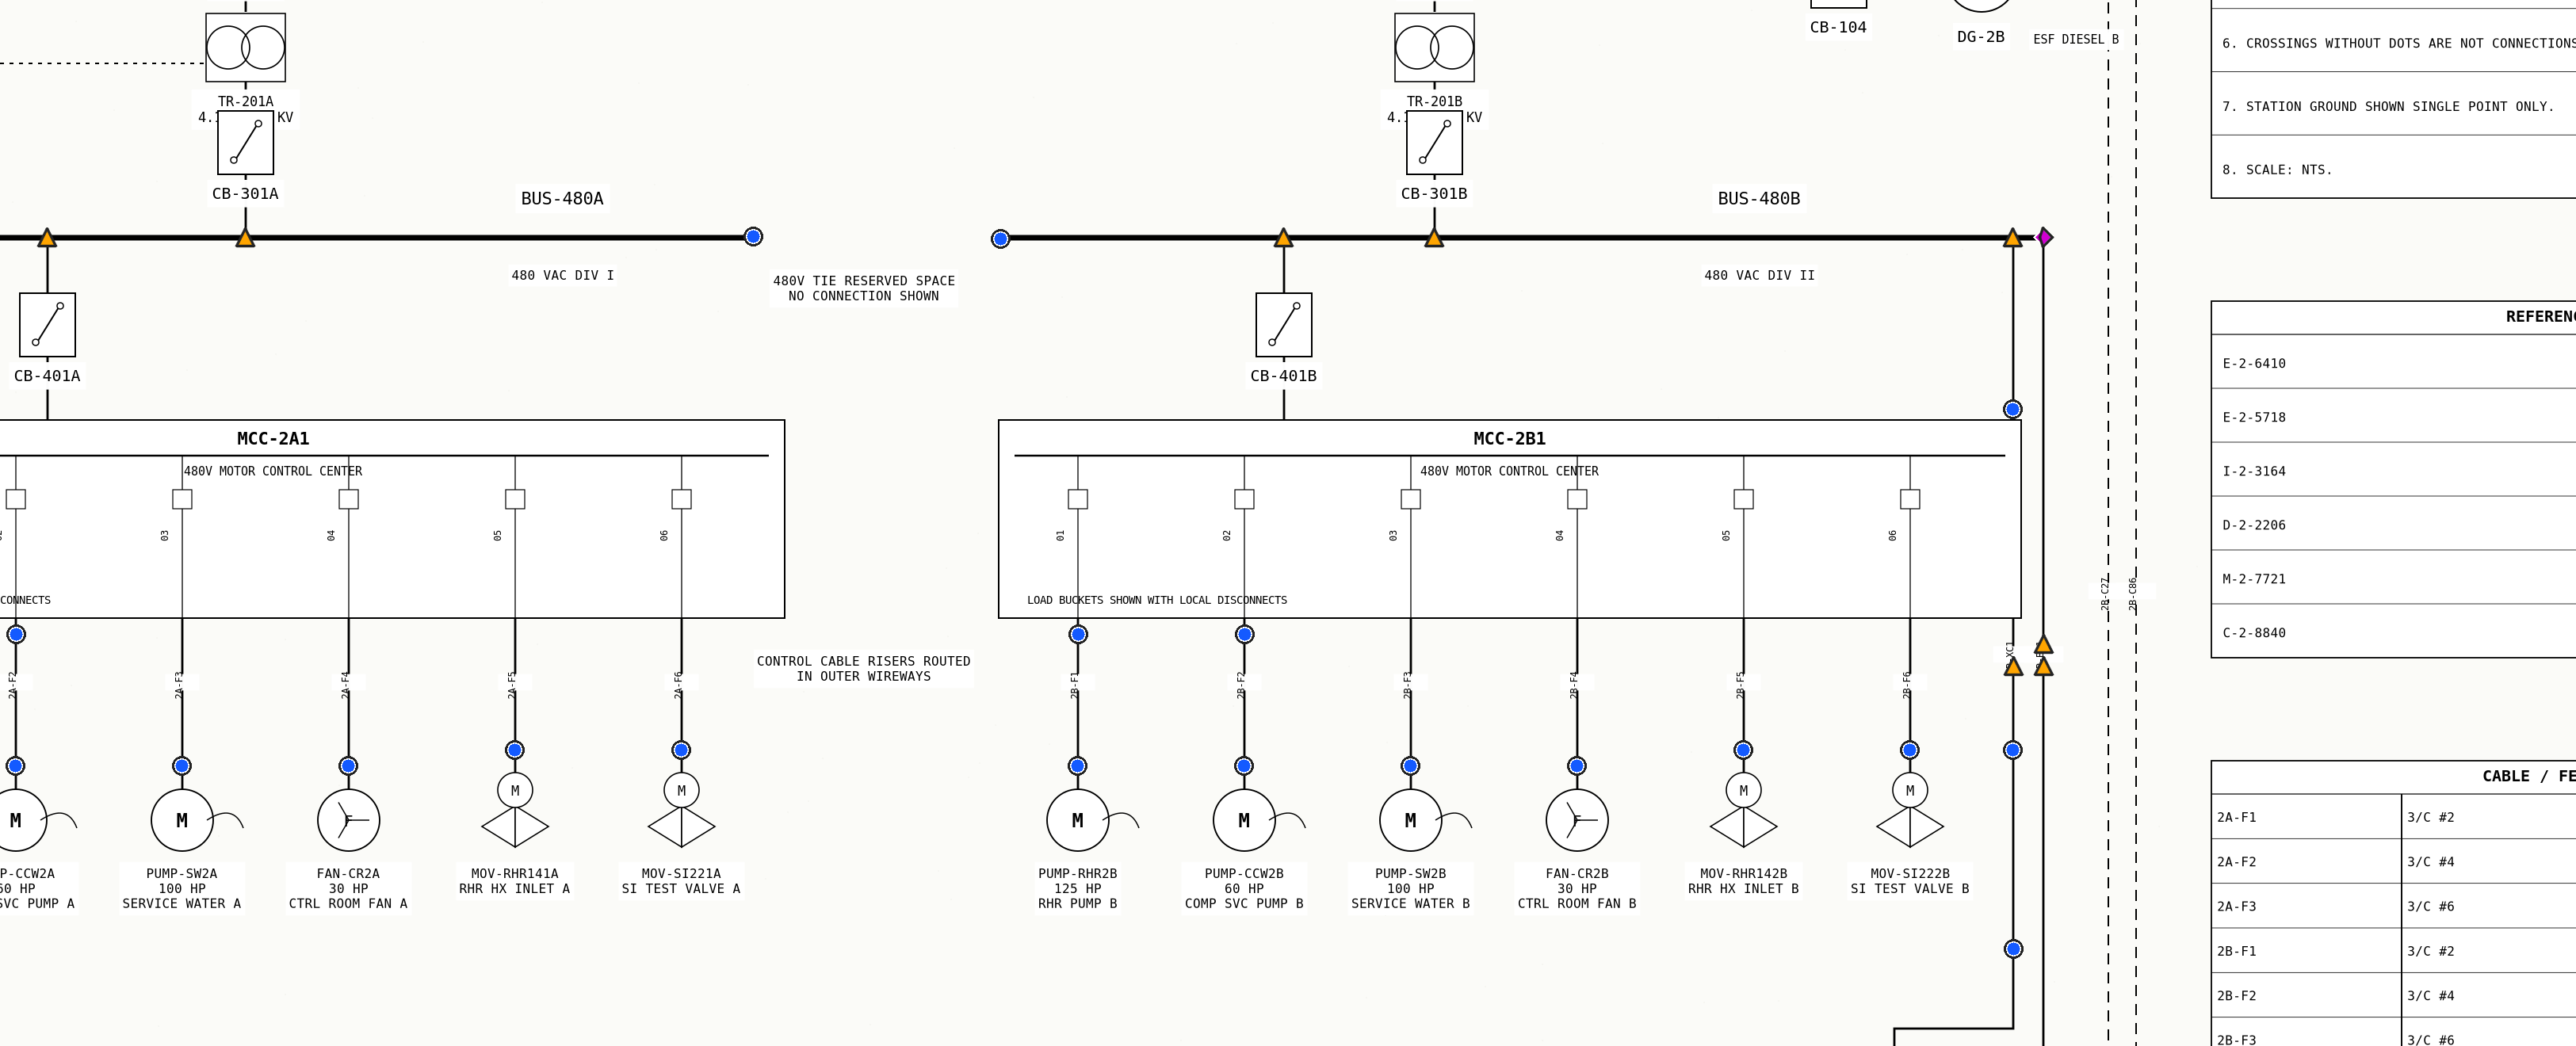 CB-104
DG-2B
ESF DIESEL B
6. CROSSINGS WITHOUT DOTS ARE NOT CONNECTIONS
7. STATION GROUND SHOWN SINGLE POINT ONLY.
8. SCALE: NTS.
TR-201A
KV
CB-301A
BUS-480A
480 VAC DIV I
480V TIE RESERVED SPACE
NO CONNECTION SHOWN
TR-201B
KV
CB-301B
BUS-480B
480 VAC DIV II
CB-401A
CB-401B
MCC-2A1
480V MOTOR CONTROL CENTER
03
04
05
06
MCC-2B1
480V MOTOR CONTROL CENTER
01
02
03
04
05
06
LOAD BUCKETS SHOWN WITH LOCAL DISCONNECTS
CONTROL CABLE RISERS ROUTED
IN OUTER WIREWAYS
2A-F2
2A-F3
2A-F4
2A-F5
2A-F6
2B-F1
2B-F2
2B-F3
2B-F4
2B-F5
2B-F6
2B-C27
2B-C86
M
M
F
M
M
M
M
M
F
M
M
P-CCW2A
60 HP
SVC PUMP A
PUMP-SW2A
100 HP
SERVICE WATER A
FAN-CR2A
30 HP
CTRL ROOM FAN A
MOV-RHR141A
RHR HX INLET A
MOV-SI221A
SI TEST VALVE A
PUMP-RHR2B
125 HP
RHR PUMP B
PUMP-CCW2B
60 HP
COMP SVC PUMP B
PUMP-SW2B
100 HP
SERVICE WATER B
FAN-CR2B
30 HP
CTRL ROOM FAN B
MOV-RHR142B
RHR HX INLET B
MOV-SI222B
SI TEST VALVE B
E-2-6410
E-2-5718
I-2-3164
D-2-2206
M-2-7721
C-2-8840
CABLE /
2A-F1 3/C #2
2A-F2 3/C #4
2A-F3 3/C #6
2B-F1 3/C #2
2B-F2 3/C #4
2B-F3 3/C #6